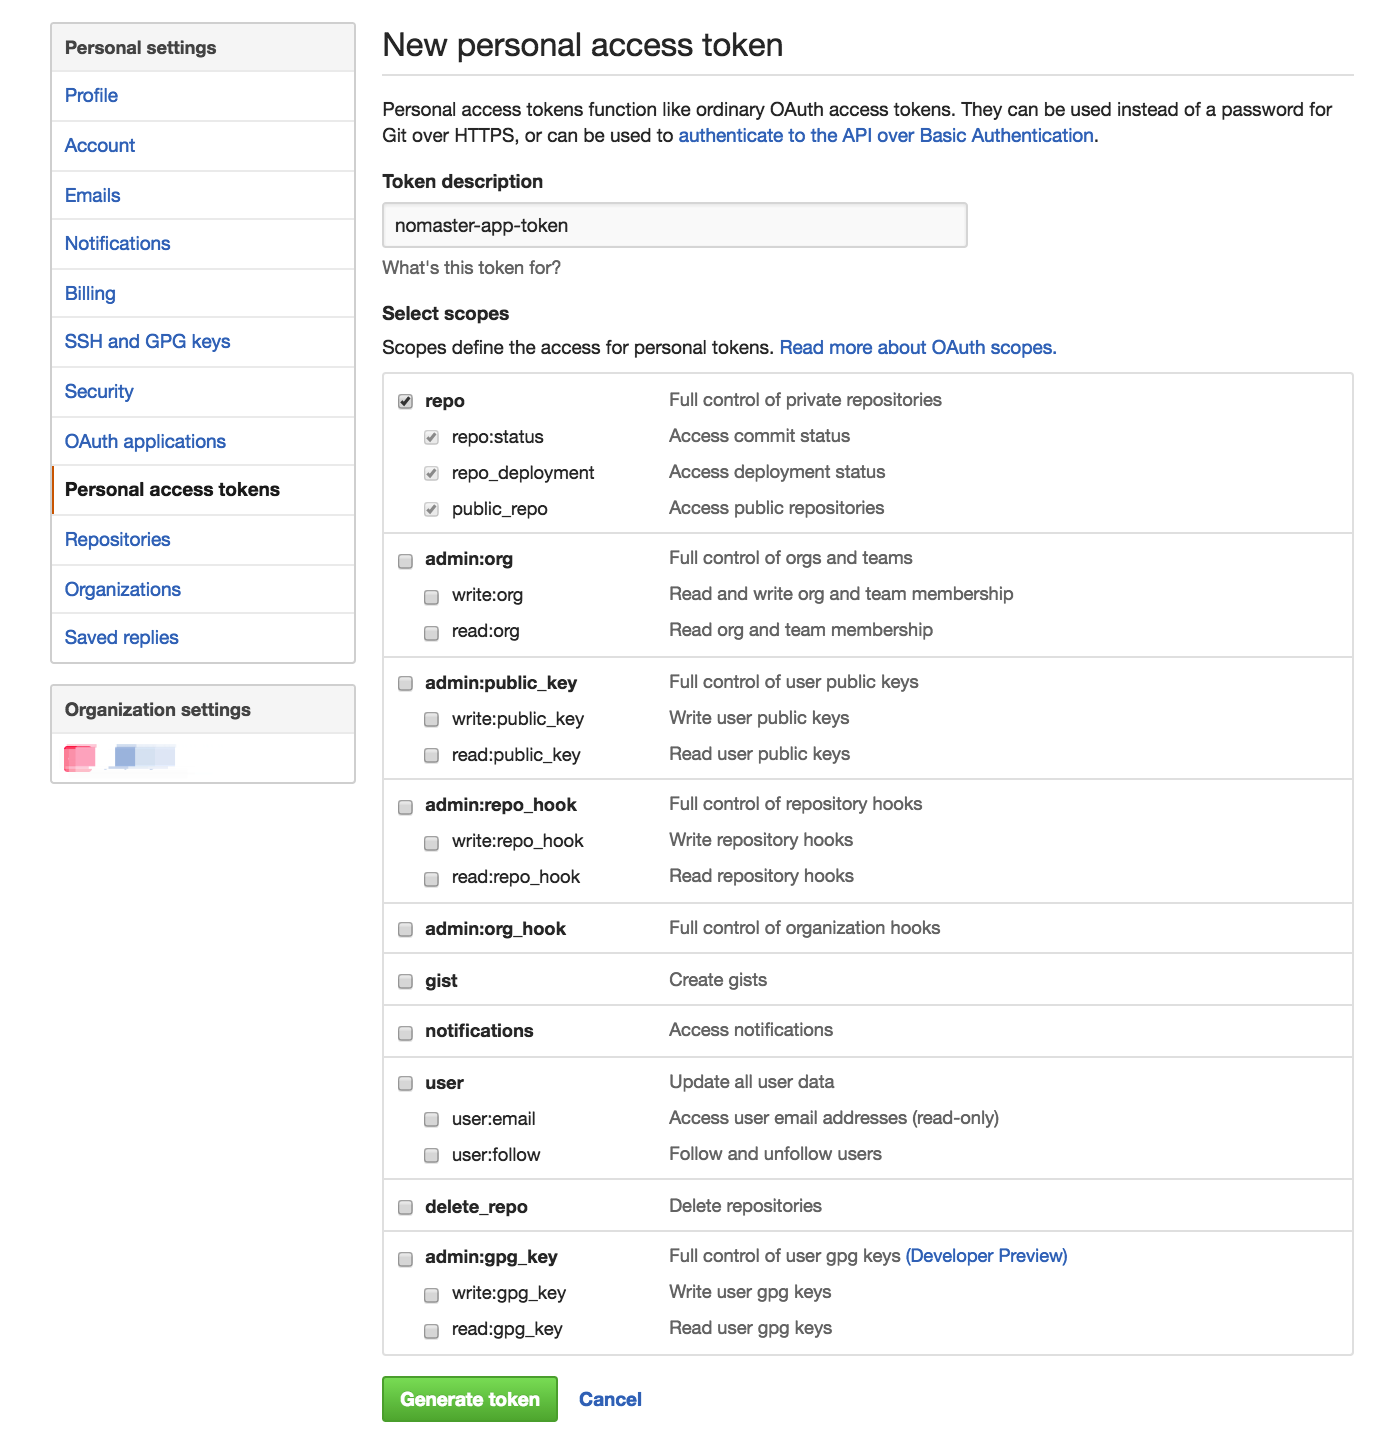 Personal settings
Profile
Account
Emails
Notifications
Billing
SSH and GPG keys
Security
OAuth applications
Personal access tokens
Repositories
Organizations
Saved replies
Organization settings
New personal access token
Personal access tokens function like ordinary OAuth access tokens. They can be used instead of a password for
Git over HTTPS, or can be used to authenticate to the API over Basic Authentication.
Token description
nomaster-app-token
What's this token for?
Select scopes
Scopes define the access for personal tokens. Read more about OAuth scopes.
repo Full control of private repositories
repo:status Access commit status
repo_deployment Access deployment status
public_repo Access public repositories
admin:org Full control of orgs and teams
write:org Read and write org and team membership
read:org Read org and team membership
admin:public_key Full control of user public keys
write:public_key Write user public keys
read:public_key Read user public keys
admin:repo_hook Full control of repository hooks
write:repo_hook Write repository hooks
read:repo_hook Read repository hooks
admin:org_hook Full control of organization hooks
gist Create gists
notifications Access notifications
user Update all user data
user:email Access user email addresses (read-only)
user:follow Follow and unfollow users
delete_repo Delete repositories
admin:gpg_key Full control of user gpg keys (Developer Preview)
write:gpg_key Write user gpg keys
read:gpg_key Read user gpg keys
Generate token Cancel